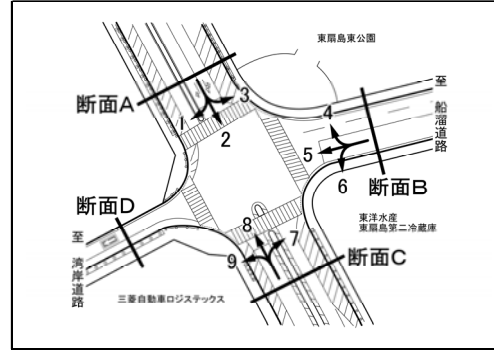 東扇島東公園
断面A
至
船
溜
道
路
1
2
3
4
5
6
断面B
断面D
東洋水産
東扇島第二冷蔵庫
8
7
9
断面C
至
湾
岸
道
路
三菱自動車ロジステックス